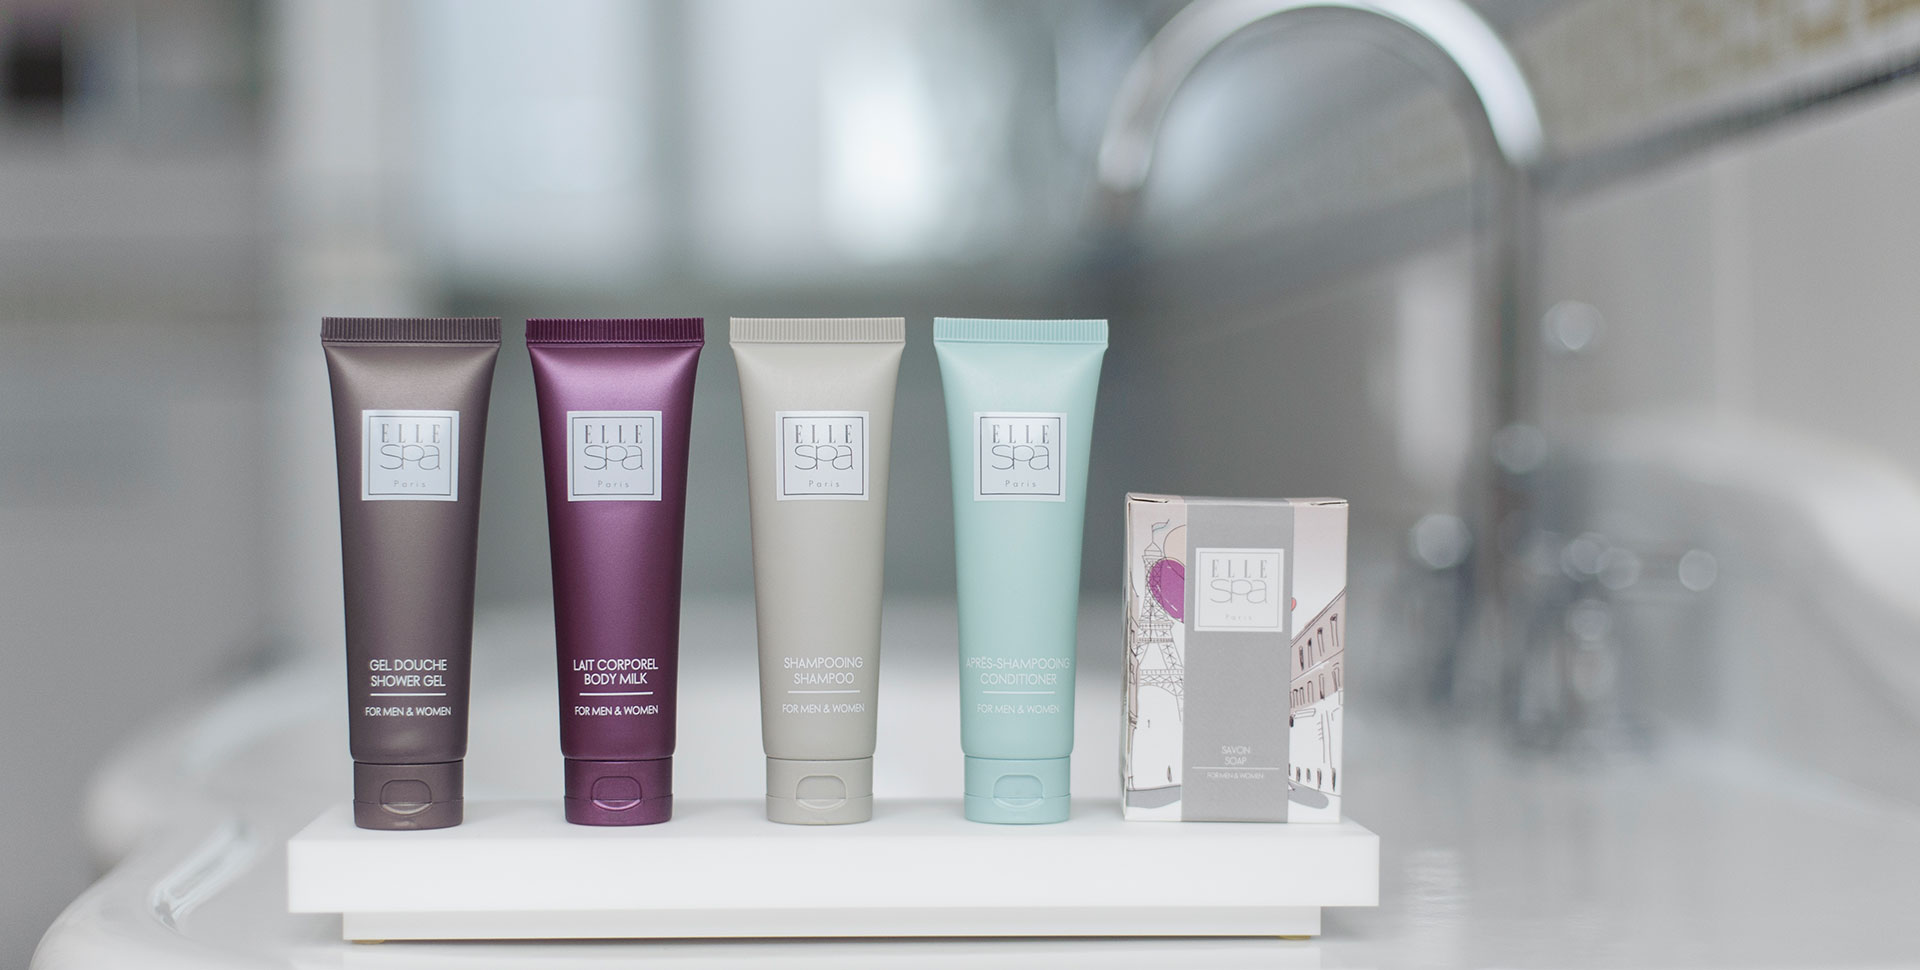 ELLE
spa
Paris
GEL DOUCHE
SHOWER GEL
FOR MEN & WOMEN
ELLE
spa
Paris
LAIT CORPOREL
BODY MILK
FOR MEN & WOMEN
ELLE
spa
Paris
SHAMPOOING
SHAMPOO
FOR MEN & WOMEN
ELLE
spa
Paris
APRÈS-SHAMPOOING
CONDITIONER
FOR MEN & WOMEN
ELLE
spa
Paris
SAVON
SOAP
FOR MEN & WOMEN